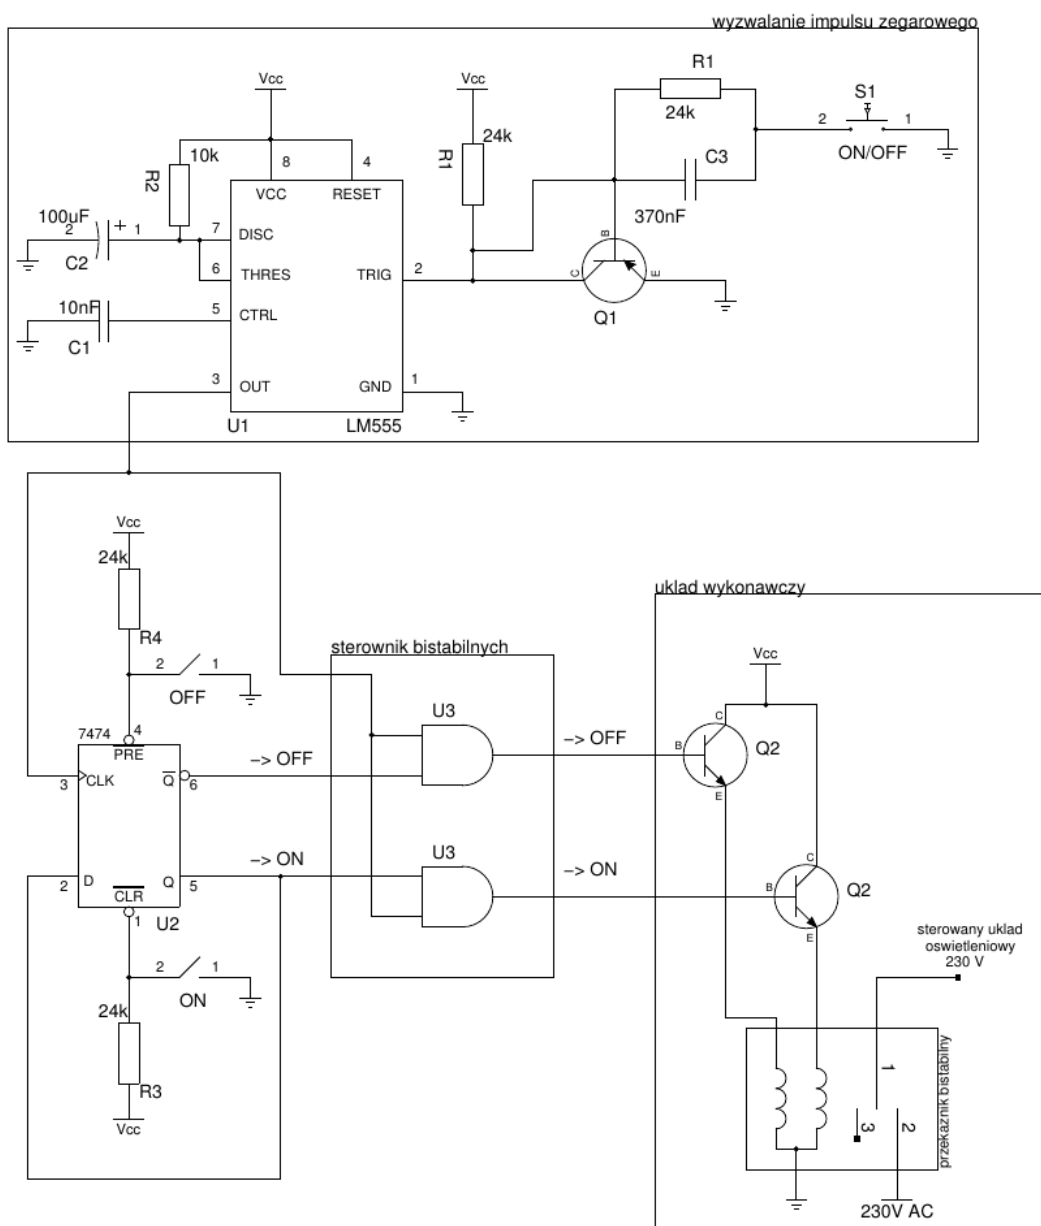 wyzwalanie impulsu zegarowego
Vcc
Vcc
R1
24k
S1
2
1
ON/OFF
24k
R1
C3
370nF
10k
R2
8
4
VCC
RESET
100uF
2
+
1
C2
7
DISC
6
THRES
TRIG
2
B
C
E
Q1
10nF
C1
5
CTRL
3
OUT
GND
1
U1
LM555
Vcc
24k
R4
2
1
OFF
uklad wykonawczy
sterownik bistabilnych
Vcc
7474
4
PRE
3
CLK
Q
6
-> OFF
U3
-> OFF
B
C
E
Q2
2
D
Q
5
-> ON
U3
-> ON
B
C
E
Q2
CLR
1
U2
2
1
ON
24k
R3
Vcc
sterowany uklad
oswietleniowy
230 V
1
3
2
przekaznik bistabilny
230V AC